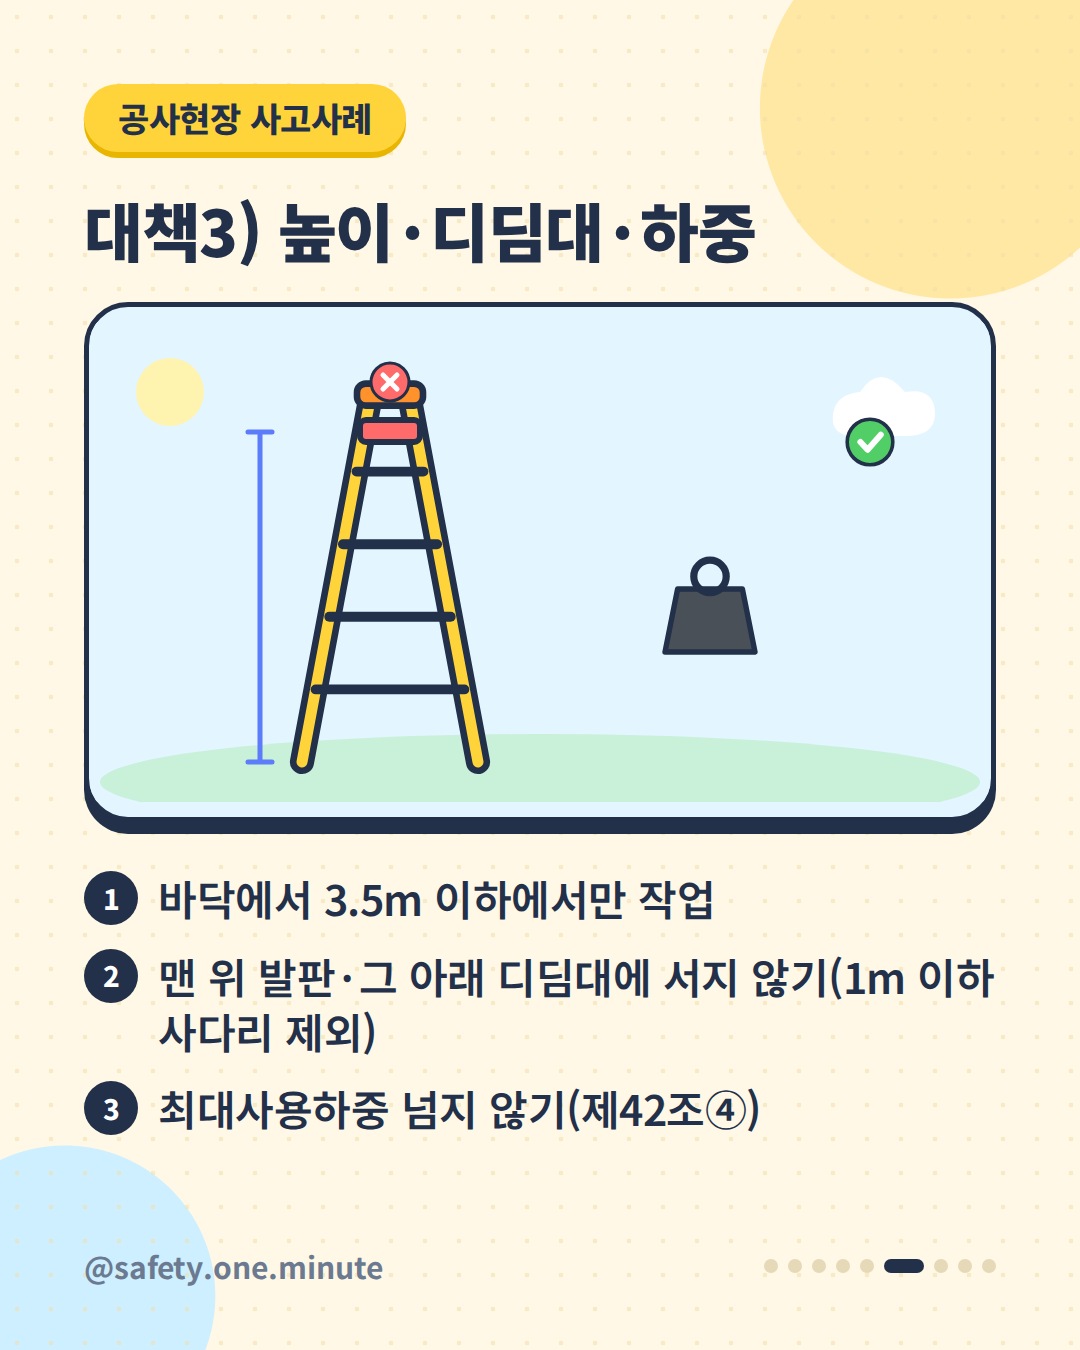 공사현장 사고사례
대책3) 높이·디딤대·하중
1 바닥에서 3.5m 이하에서만 작업
2 맨 위 발판·그 아래 디딤대에 서지 않기(1m 이하
사다리 제외)
3 최대사용하중 넘지 않기(제42조④)
@safety.one.minute